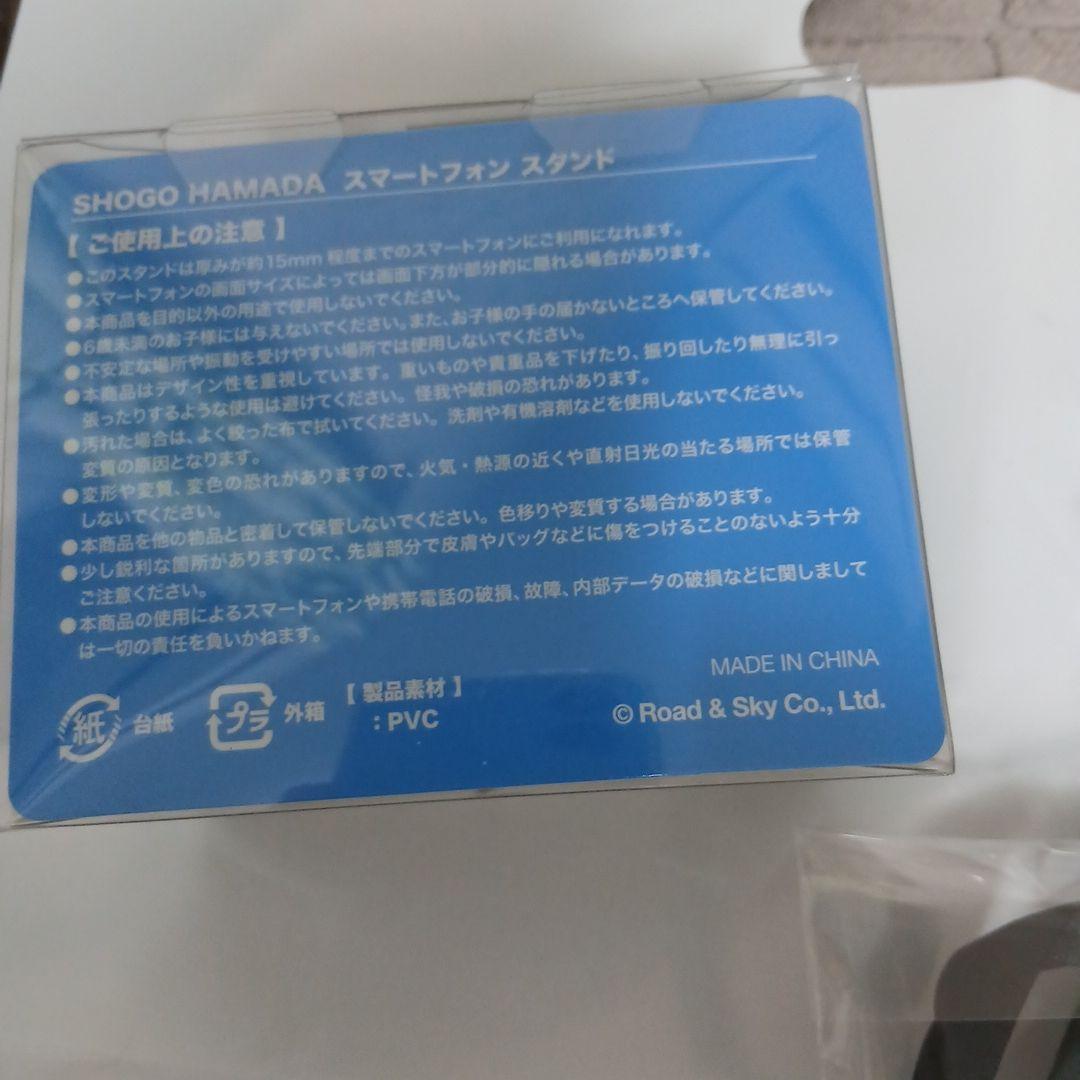 SHOGO HAMADA スマートフォン スタンド
【 ご使用上の注意 】
●このスタンドは厚みが約15mm 程度までのスマートフォンにご利用になれます。
●スマートフォンの画面サイズによっては画面下方が部分的に隠れる場合があります。
●本商品を目的以外の用途で使用しないでください。
●6歳未満のお子様には与えないでください。また、お子様の手の届かないところへ保管してください。
●不安定な場所や振動を受けやすい場所では使用しないでください。
●本商品はデザイン性を重視しています。重いものや貴重品を下げたり、振り回したり無理に引っ
張ったりするような使用は避けてください。怪我や破損の恐れがあります。
●汚れた場合は、よく絞った布で拭いてください。洗剤や有機溶剤などを使用しないでください。
変質の原因となります。
●変形や変質、変色の恐れがありますので、火気・熱源の近くや直射日光の当たる場所では保管
しないでください。
●本商品を他の物品と密着して保管しないでください。色移りや変質する場合があります。
●少し鋭利な箇所がありますので、先端部分で皮膚やバッグなどに傷をつけることのないよう十分
ご注意ください。
●本商品の使用によるスマートフォンや携帯電話の破損、故障、内部データの破損などに関しまして
は一切の責任を負いかねます。
紙 台紙 プラ 外箱 【 製品素材 】
：PVC
MADE IN CHINA
© Road & Sky Co., Ltd.